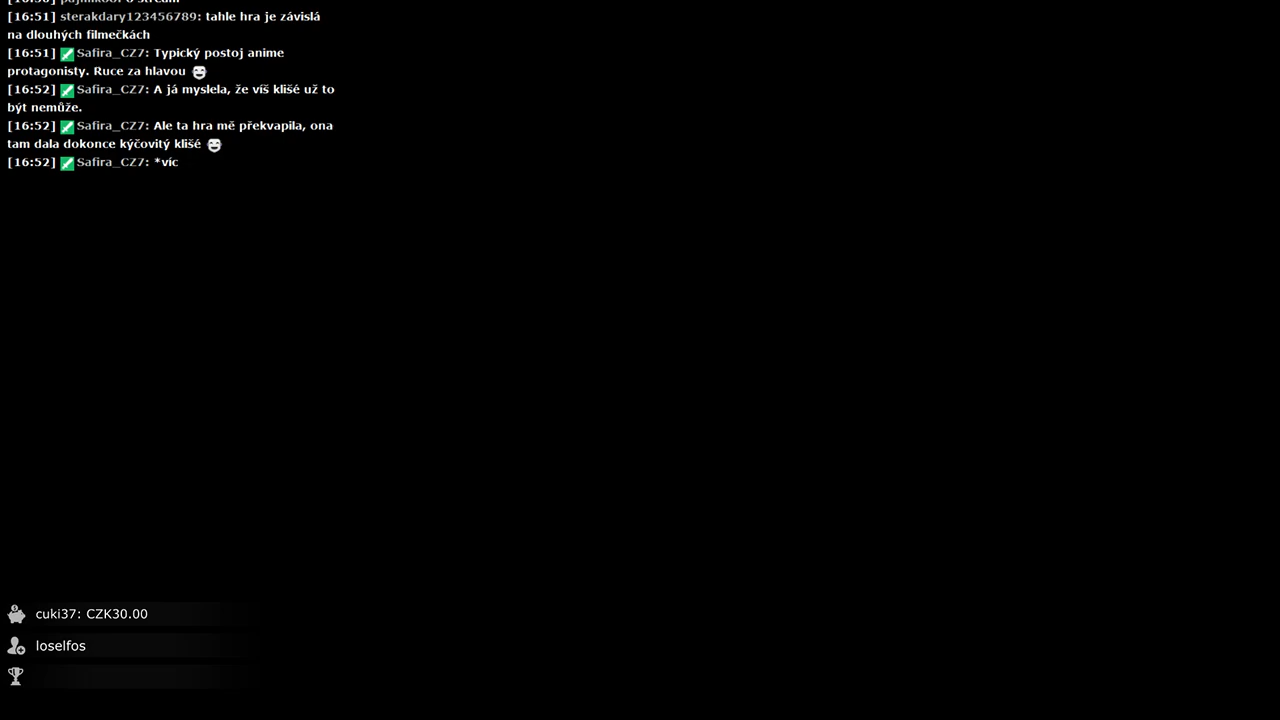 [16:51] sterakdary123456789: tahle hra je závislá
na dlouhých filmečkách
[16:51] Safira_CZ7: Typický postoj anime
protagonisty. Ruce za hlavou
[16:52] Safira_CZ7: A já myslela, že víš klišé už to
být nemůže.
[16:52] Safira_CZ7: Ale ta hra mě překvapila, ona
tam dala dokonce kýčovitý klišé
[16:52] Safira_CZ7: *víc
cuki37: CZK30.00
loselfos